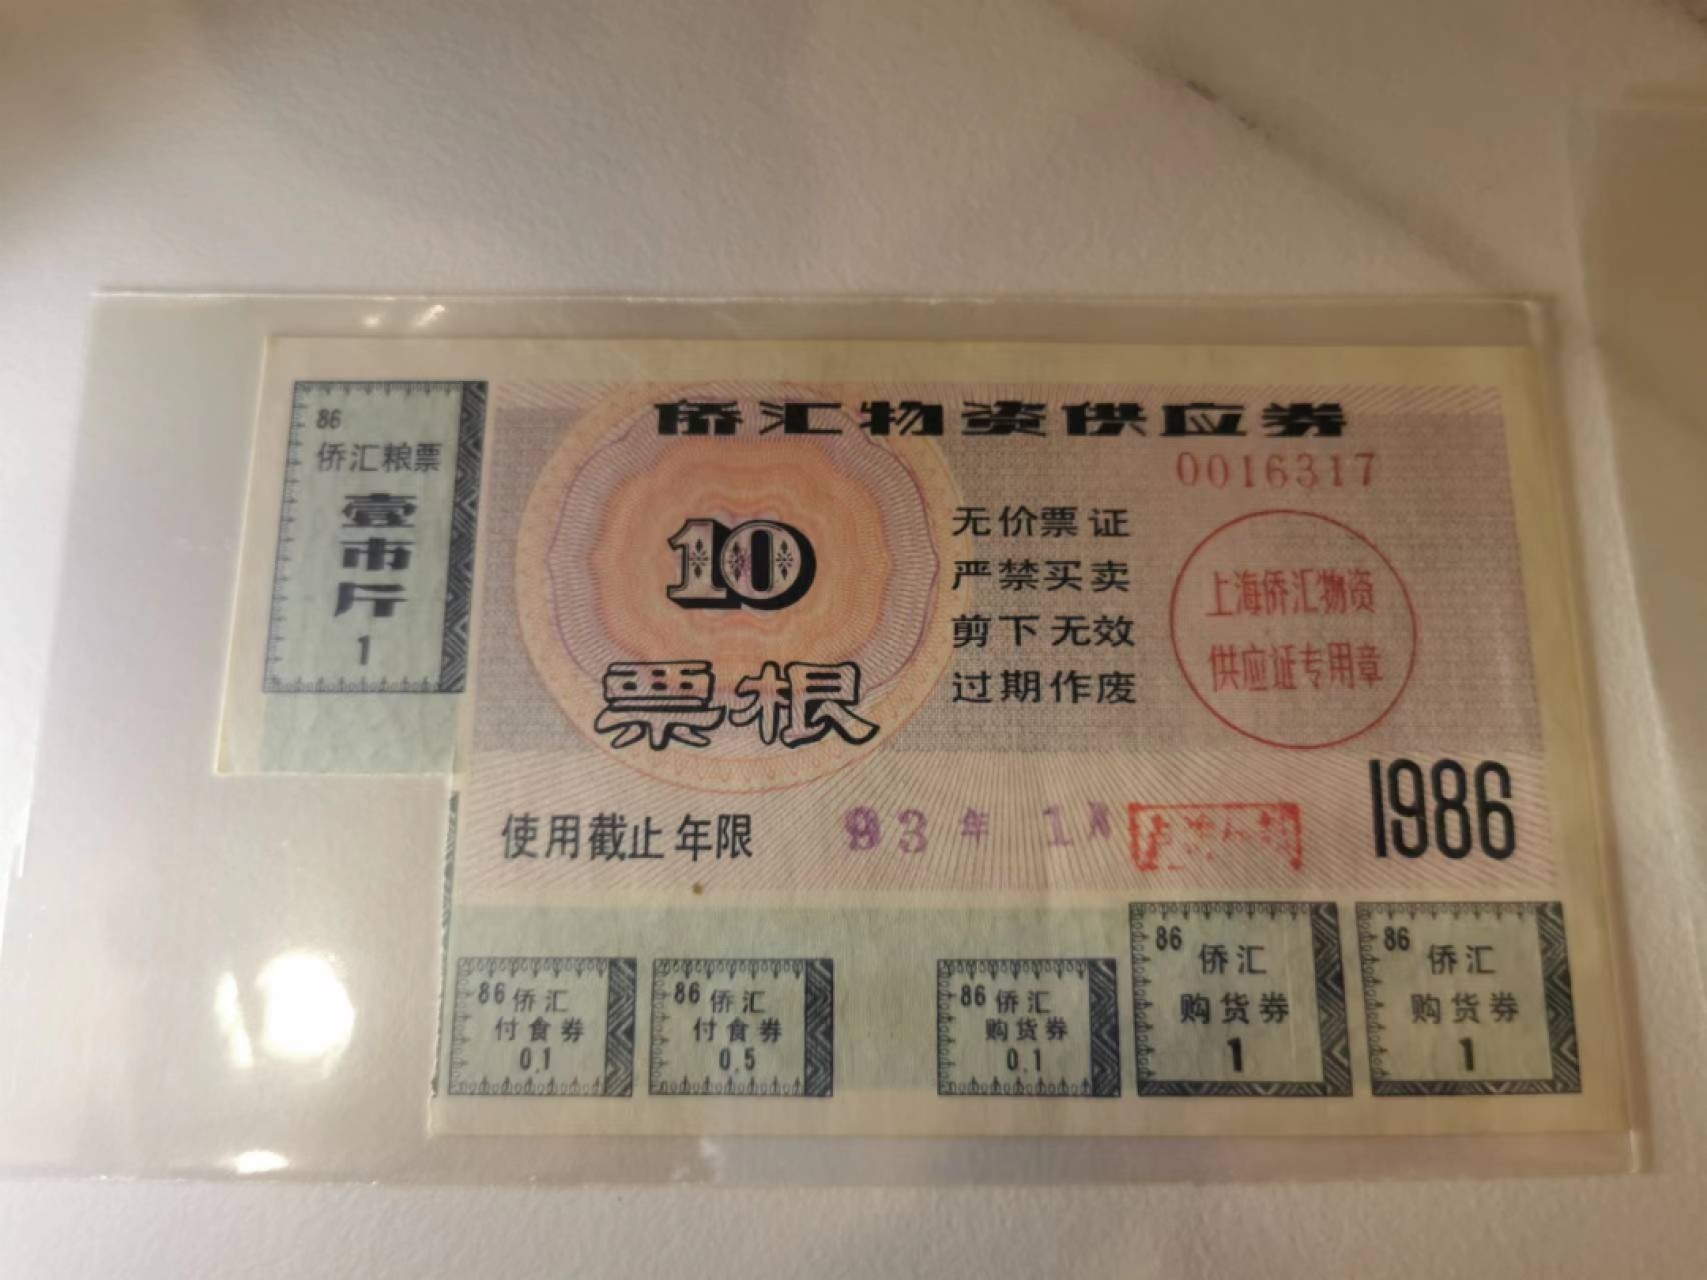 86
侨汇粮票
壹市斤
1
侨汇物资供应券
0016317
10
票根
无价票证
严禁买卖
剪下无效
过期作废
上海侨汇物资
供应证专用章
使用截止年限
93年1月
1986
86 侨汇
付食券
0.1
86 侨汇
付食券
0.5
86 侨汇
购货券
0.1
86 侨汇
购货券
1
86 侨汇
购货券
1